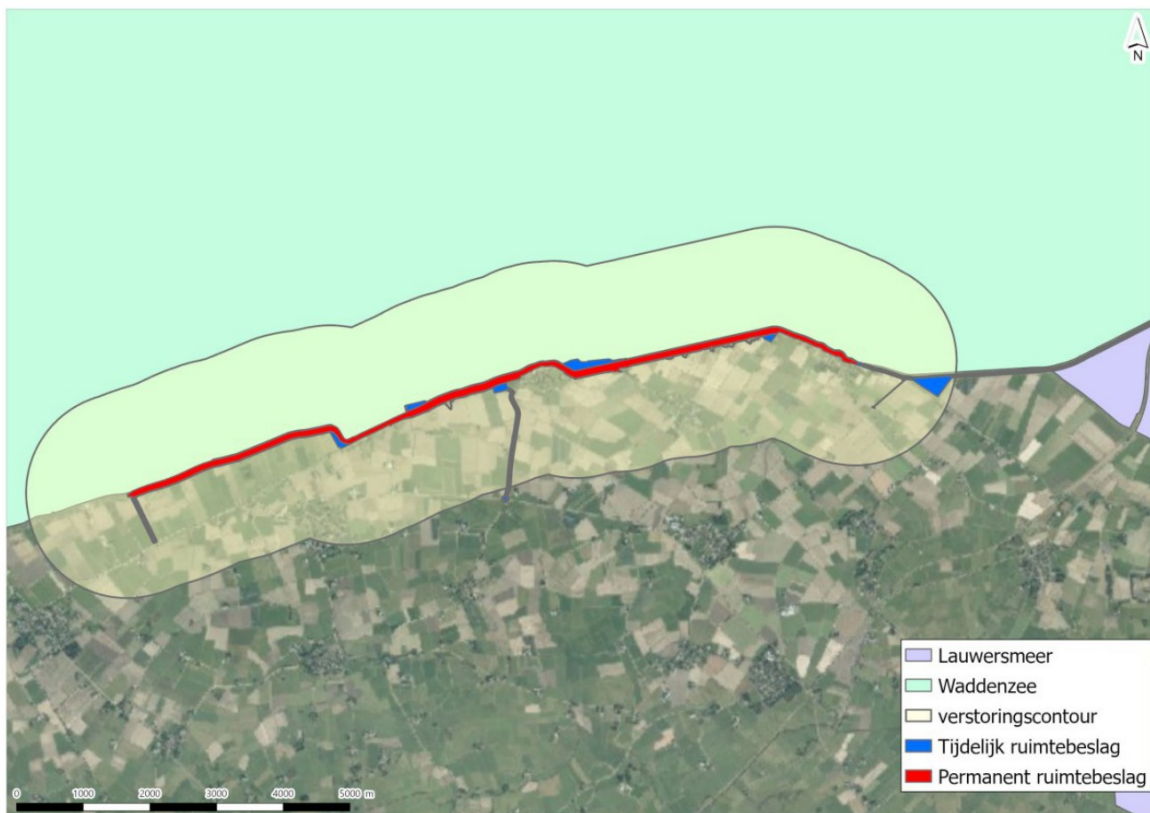 N
Lauwersmeer
Waddenzee
verstoringscontour
Tijdelijk ruimtebeslag
Permanent ruimtebeslag
0 1000 2000 3000 4000 5000 m